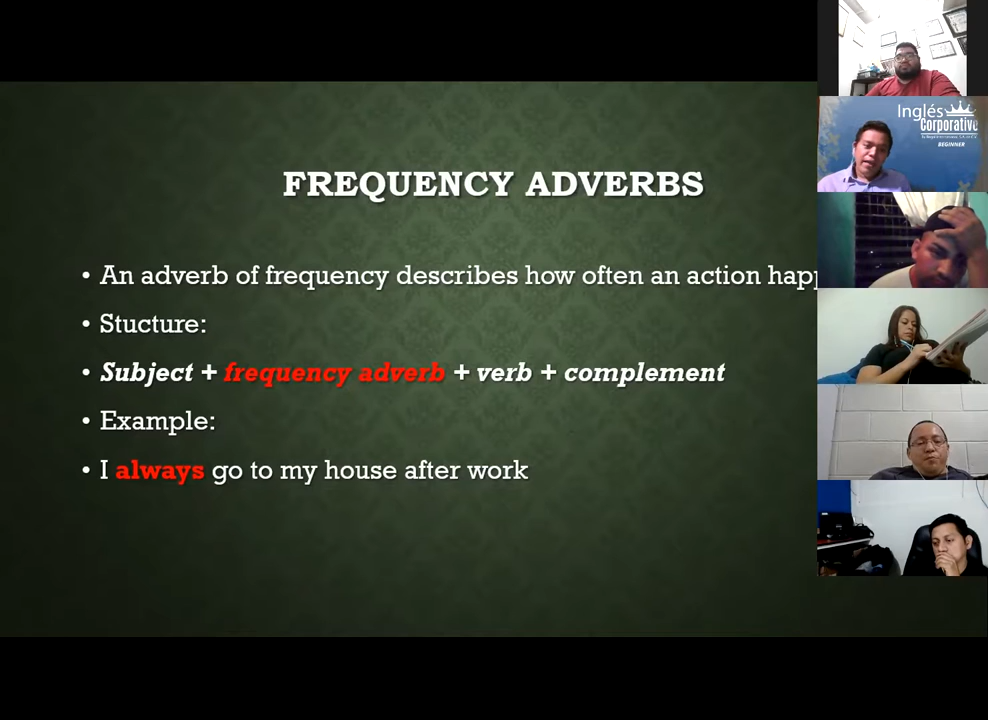 FREQUENCY ADVERBS
• An adverb of frequency describes how often an action
• Stucture:
• Subject + frequency adverb + verb + complement
• Example:
• I always go to my house after work
Inglés
Corporativo
BEGINNER